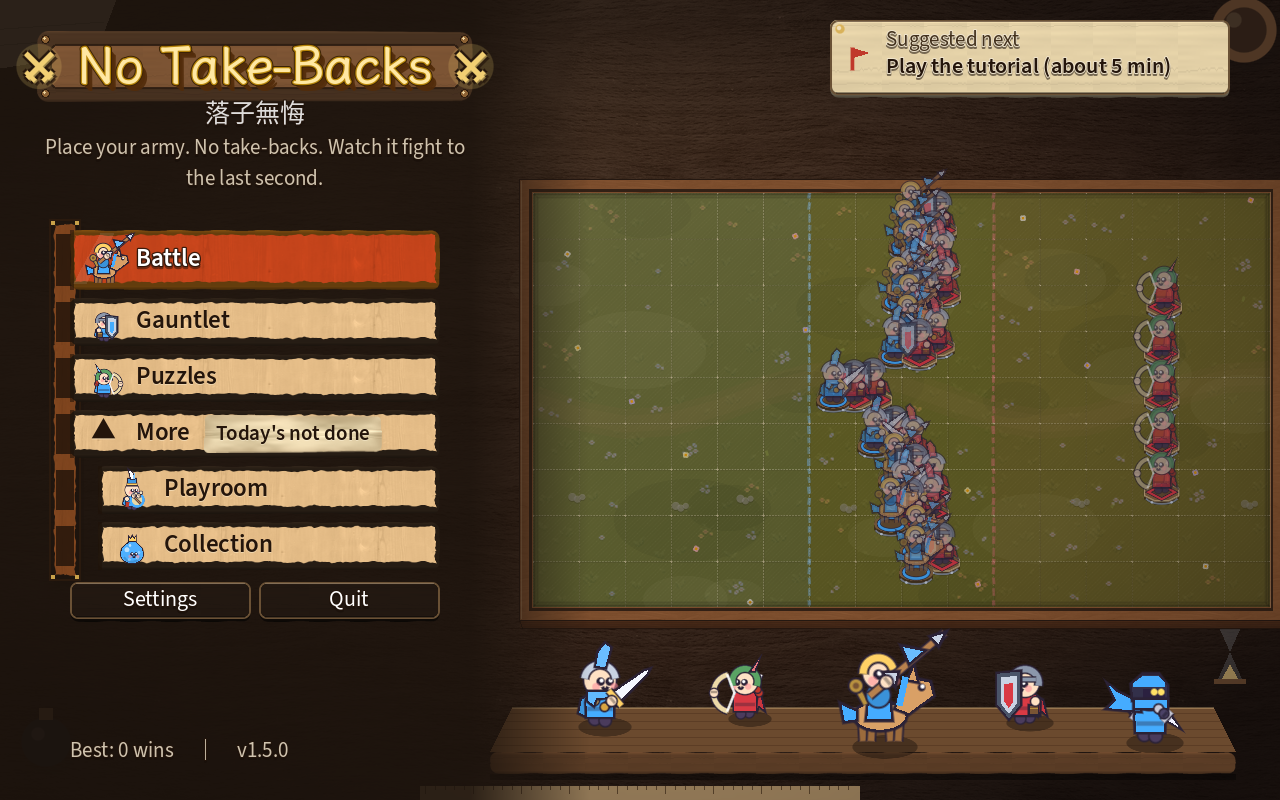 No Take-Backs
落子無悔
Place your army. No take-backs. Watch it fight to
the last second.
Suggested next
Play the tutorial (about 5 min)
Battle
Gauntlet
Puzzles
More
Today's not done
Playroom
Collection
Settings
Quit
Best: 0 wins
v1.5.0